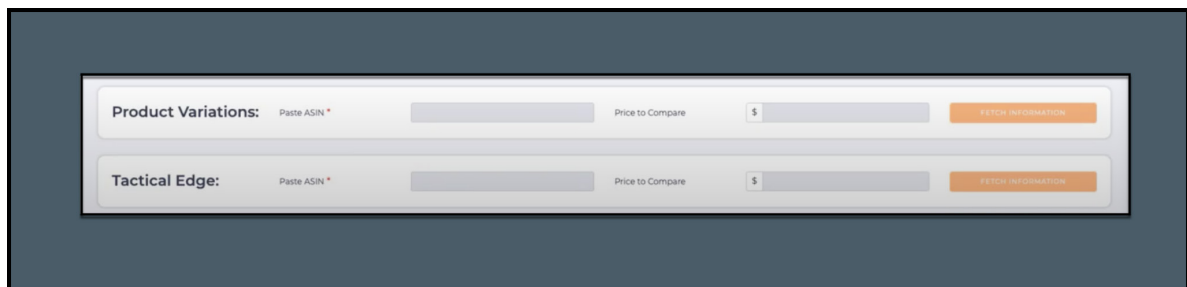 Product Variations: Paste ASIN * Price to Compare $ FETCH INFORMATION
Tactical Edge: Paste ASIN * Price to Compare $ FETCH INFORMATION